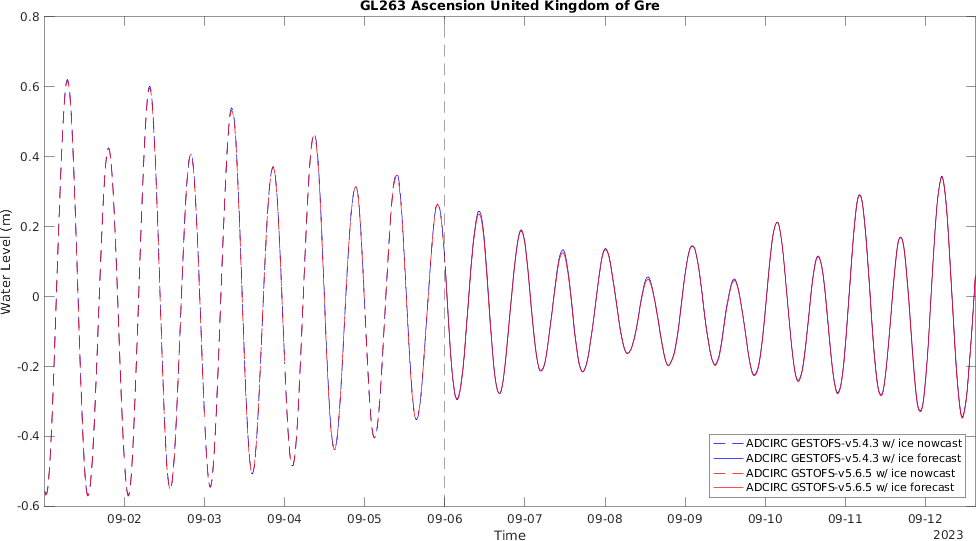 GL263 Ascension United Kingdom of Gre
0.8
0.6
0.4
0.2
0
-0.2
-0.4
-0.6
Water Level (m)
ADCIRC GESTOFS-v5.4.3 w/ ice nowcast
ADCIRC GESTOFS-v5.4.3 w/ ice forecast
ADCIRC GSTOFS-v5.6.5 w/ ice nowcast
ADCIRC GSTOFS-v5.6.5 w/ ice forecast
09-02 09-03 09-04 09-05 09-06 09-07 09-08 09-09 09-10 09-11 09-12
Time
2023